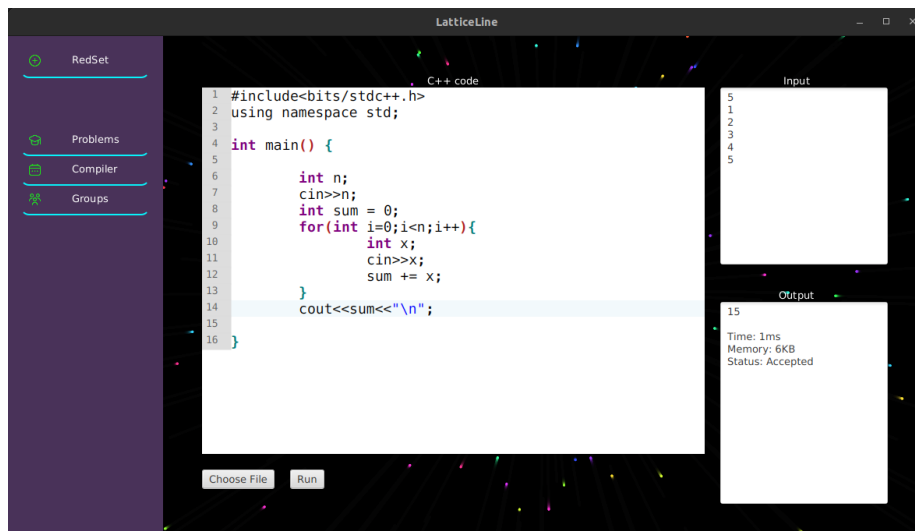 LatticeLine
RedSet
Problems
Compiler
Groups
C++ code
1 #include<bits/stdc++.h>
2 using namespace std;
3
4 int main() {
5
6 int n;
7 cin>>n;
8 int sum = 0;
9 for(int i=0;i<n;i++){
10 int x;
11 cin>>x;
12 sum += x;
13 }
14 cout<<sum<<"\n";
15
16 }
Choose File Run
Input
5
1
2
3
4
5
Output
15
Time: 1ms
Memory: 6KB
Status: Accepted